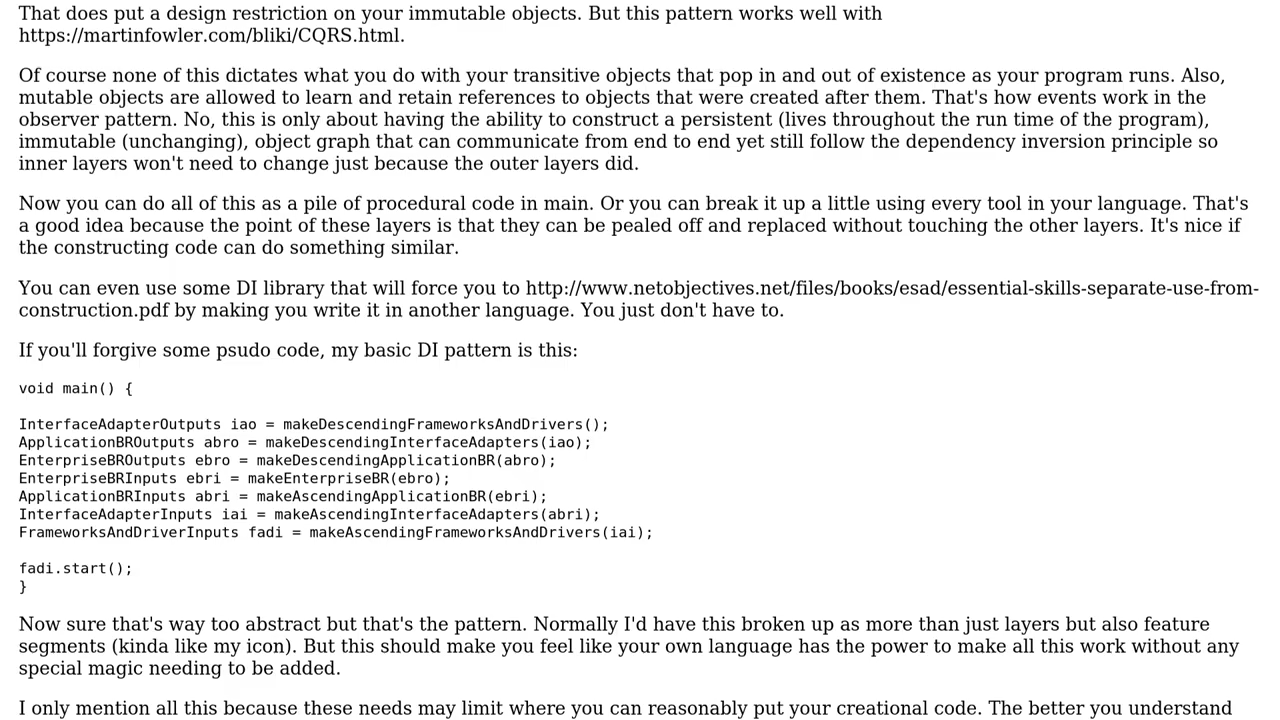 That does put a design restriction on your immutable objects. But this pattern works well with
https://martinfowler.com/bliki/CQRS.html.
Of course none of this dictates what you do with your transitive objects that pop in and out of existence as your program runs. Also,
mutable objects are allowed to learn and retain references to objects that were created after them. That's how events work in the
observer pattern. No, this is only about having the ability to construct a persistent (lives throughout the run time of the program),
immutable (unchanging), object graph that can communicate from end to end yet still follow the dependency inversion principle so
inner layers won't need to change just because the outer layers did.
Now you can do all of this as a pile of procedural code in main. Or you can break it up a little using every tool in your language. That's
a good idea because the point of these layers is that they can be pealed off and replaced without touching the other layers. It's nice if
the constructing code can do something similar.
You can even use some DI library that will force you to http://www.netobjectives.net/files/books/esad/essential-skills-separate-use-from-
construction.pdf by making you write it in another language. You just don't have to.
If you'll forgive some psudo code, my basic DI pattern is this:
void main() {
InterfaceAdapterOutputs iao = makeDescendingFrameworksAndDrivers();
ApplicationBROutputs abro = makeDescendingInterfaceAdapters(iao);
EnterpriseBROutputs ebro = makeDescendingApplicationBR(abro);
EnterpriseBRInputs ebri = makeEnterpriseBR(ebro);
ApplicationBRInputs abri = makeAscendingApplicationBR(ebri);
InterfaceAdapterInputs iai = makeAscendingInterfaceAdapters(abri);
FrameworksAndDriverInputs fadi = makeAscendingFrameworksAndDrivers(iai);
fadi.start();
}
Now sure that's way too abstract but that's the pattern. Normally I'd have this broken up as more than just layers but also feature
segments (kinda like my icon). But this should make you feel like your own language has the power to make all this work without any
special magic needing to be added.
I only mention all this because these needs may limit where you can reasonably put your creational code. The better you understand